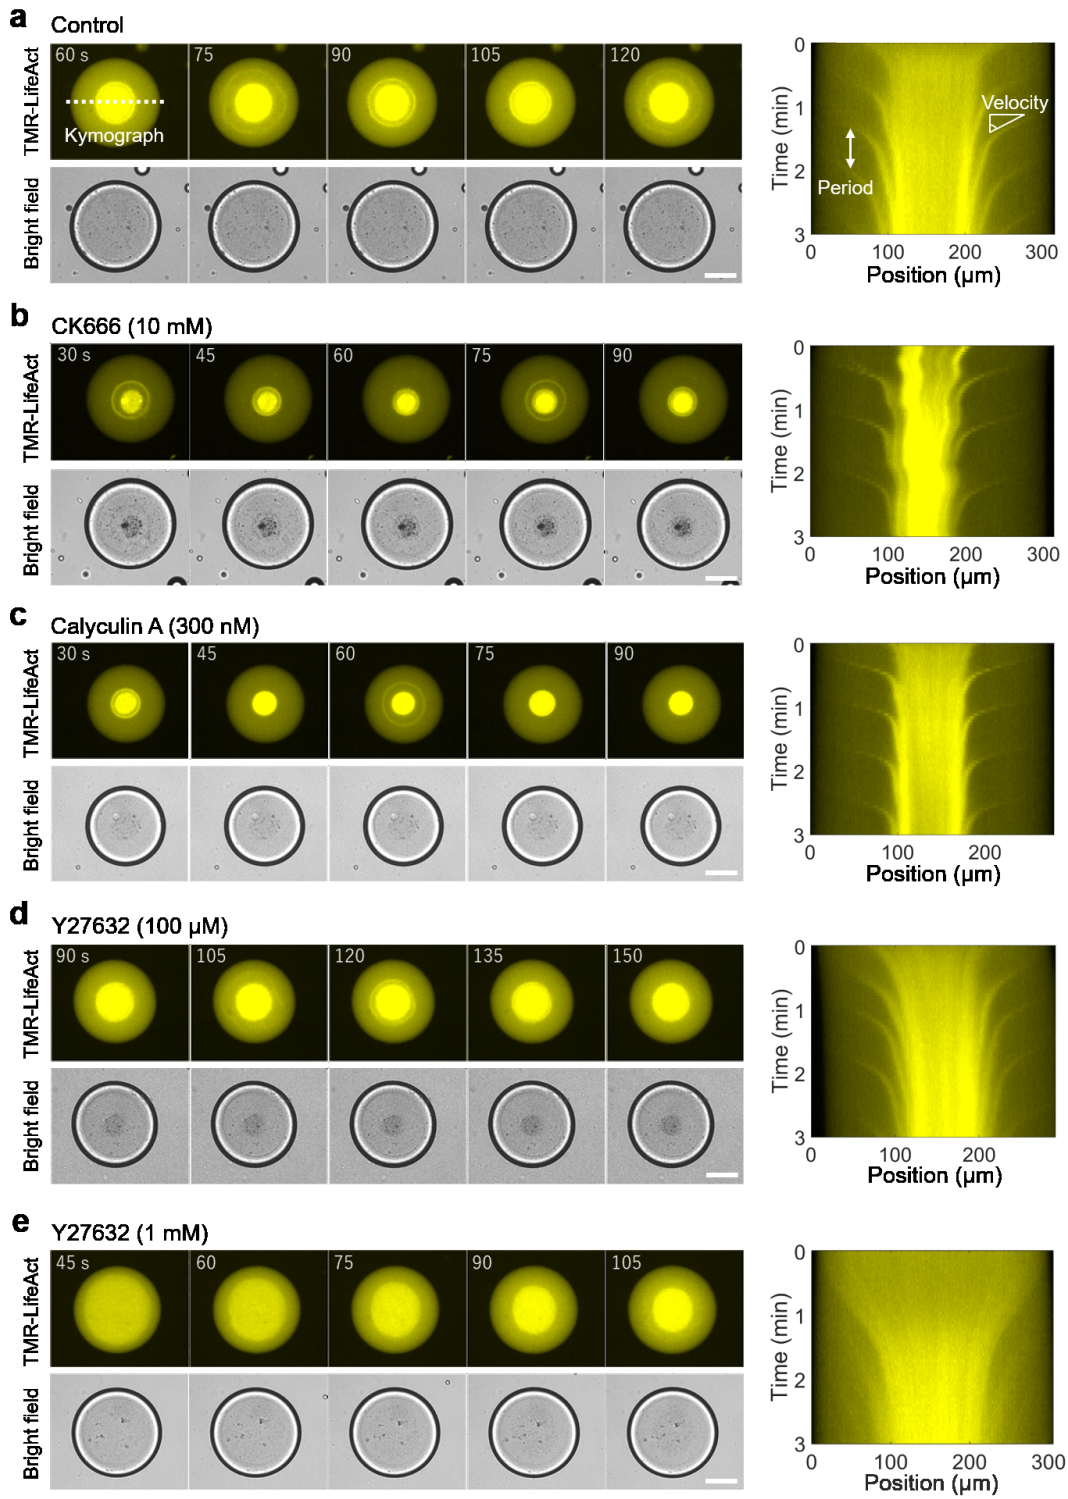 a
Control
TMR-LifeAct
60 s
75
90
105
120
Kymograph
Bright field
0
1
2
3
Time (min)
Velocity
Period
0
100
200
300
Position (µm)
b
CK666 (10 mM)
TMR-LifeAct
30 s
45
60
75
90
Bright field
0
1
2
3
Time (min)
0
100
200
300
Position (µm)
c
Calyculin A (300 nM)
TMR-LifeAct
30 s
45
60
75
90
Bright field
0
1
2
3
Time (min)
0
100
200
Position (µm)
d
Y27632 (100 µM)
TMR-LifeAct
90 s
105
120
135
150
Bright field
0
1
2
3
Time (min)
0
100
200
Position (µm)
e
Y27632 (1 mM)
TMR-LifeAct
45 s
60
75
90
105
Bright field
0
1
2
3
Time (min)
0
100
200
300
Position (µm)